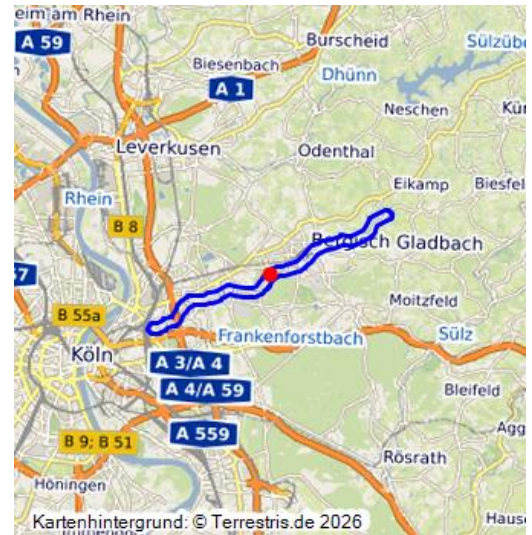 eim am Rhein
Burscheid
Sülzübe
A 59
Biesenbach
Dhünn
A 1
Neschen
Leverkusen
Odenthal
Rhein
Eikamp
Biesfel
B 8
Bergisch Gladbach
57
Moitzfeld
B 55a
Frankenforstbach
Sülz
Köln
A 3/A 4
A 4/A 59
Bleifeld
B 9; B 51
A 559
Agg
Rösrath
Höningen
Haus
Kartenhintergrund: © Terrestris.de 2026